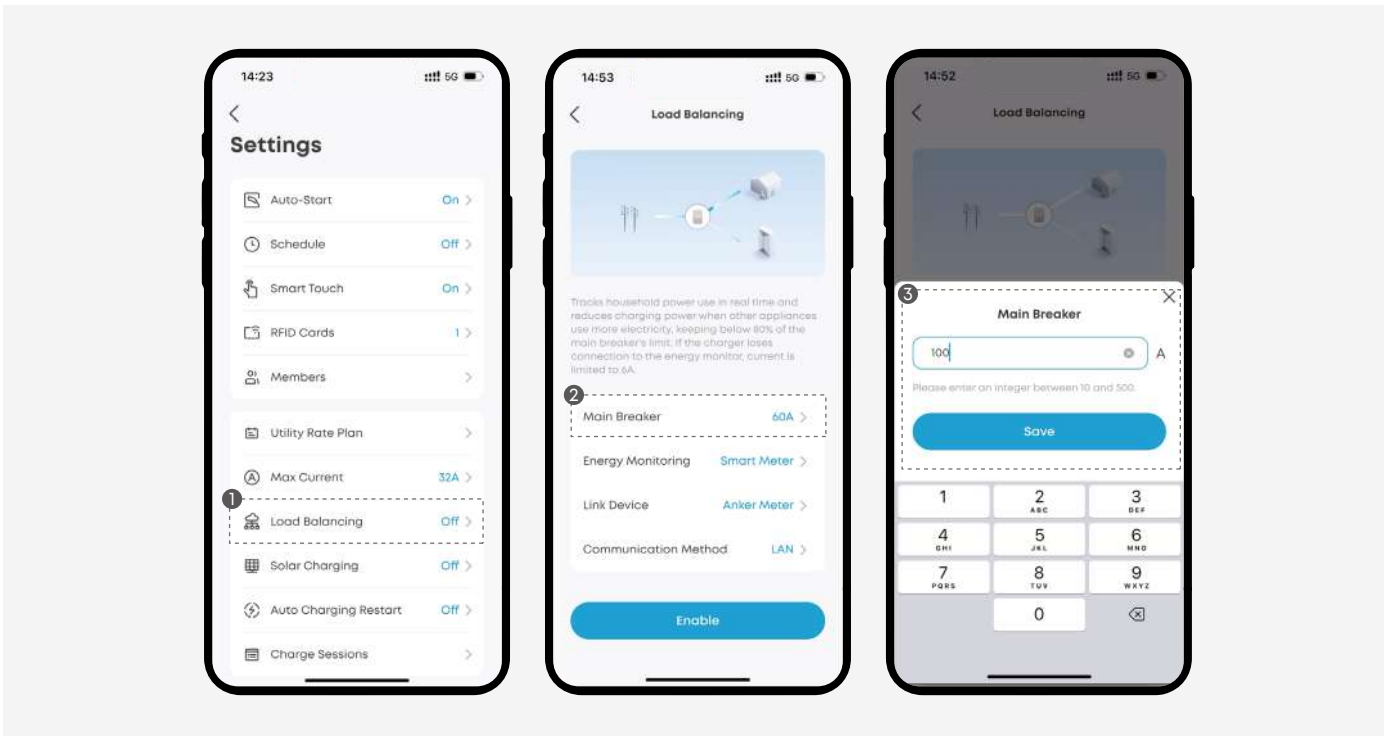 14:23
5G
Settings
Auto-Start On
Schedule Off
Smart Touch On
RFID Cards 1
Members
Utility Rate Plan
Max Current 32A
1
Load Balancing Off
Solar Charging Off
Auto Charging Restart Off
Charge Sessions
14:53
5G
Load Balancing
Tracks household power use in real time and
reduces charging power when other appliances
use more electricity, keeping below 80% of the
main breaker's limit. If the charger loses
connection to the energy monitor, current is
limited to 6A.
2
Main Breaker 60A
Energy Monitoring Smart Meter
Link Device Anker Meter
Communication Method LAN
Enable
14:52
5G
Load Balancing
3
Main Breaker
100 A
Please enter an integer between 10 and 500.
Save
1 2 3
ABC DEF
4 5 6
GHI JKL MNO
7 8 9
PQRS TUV WXYZ
0